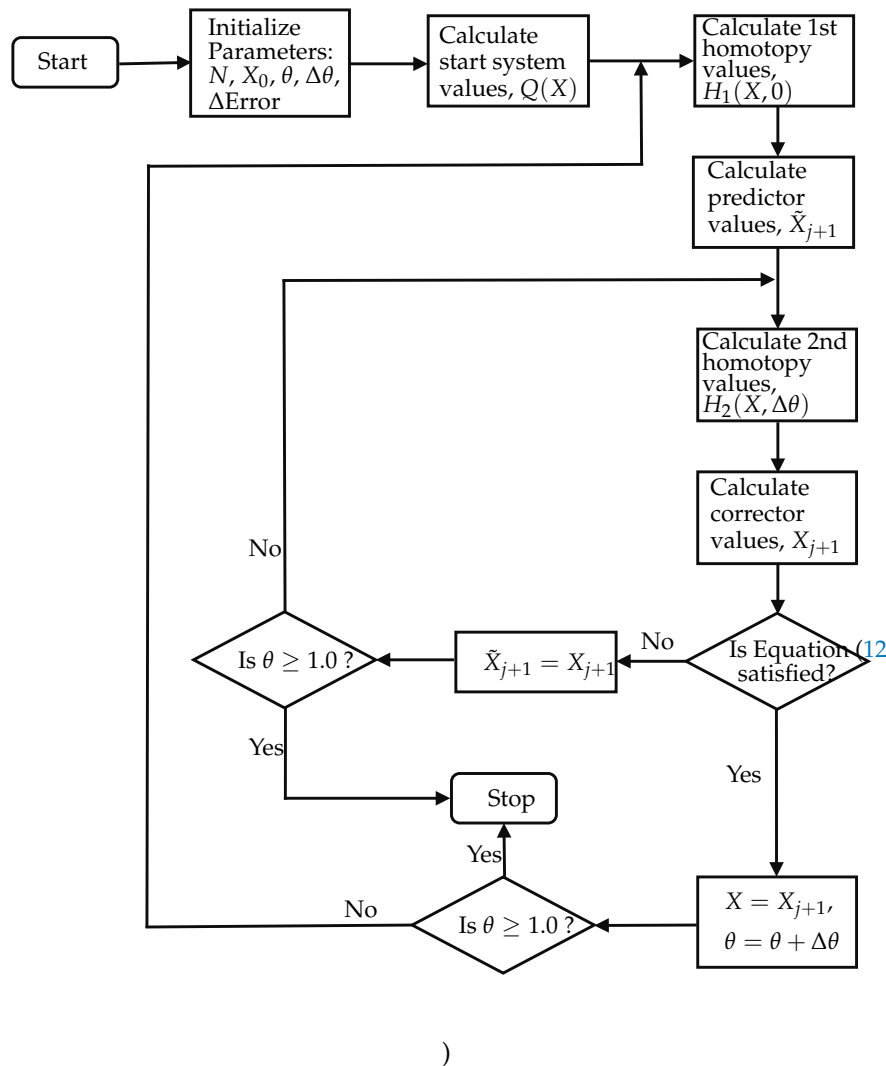 Start
Initialize
Parameters:
N, X₀, θ, Δθ,
ΔError
Calculate
start system
values, Q(X)
Calculate 1st
homotopy
values,
H₁(X, 0)
Calculate
predictor
values, X̃ⱼ₊₁
Calculate 2nd
homotopy
values,
H₂(X, Δθ)
Calculate
corrector
values, Xⱼ₊₁
Is Equation (12
satisfied?
No
X̃ⱼ₊₁ = Xⱼ₊₁
Is θ ≥ 1.0 ?
No
Yes
Stop
Yes
X = Xⱼ₊₁,
θ = θ + Δθ
Is θ ≥ 1.0 ?
Yes
No
)